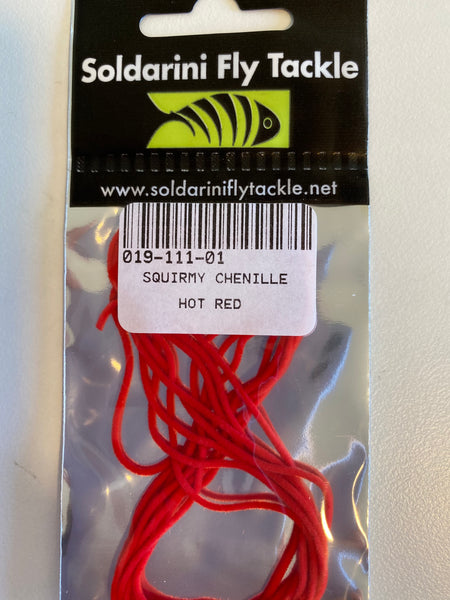 Soldarini Fly Tackle
www.soldariniflytackle.net
019-111-01
SQUIRMY CHENILLE
HOT RED